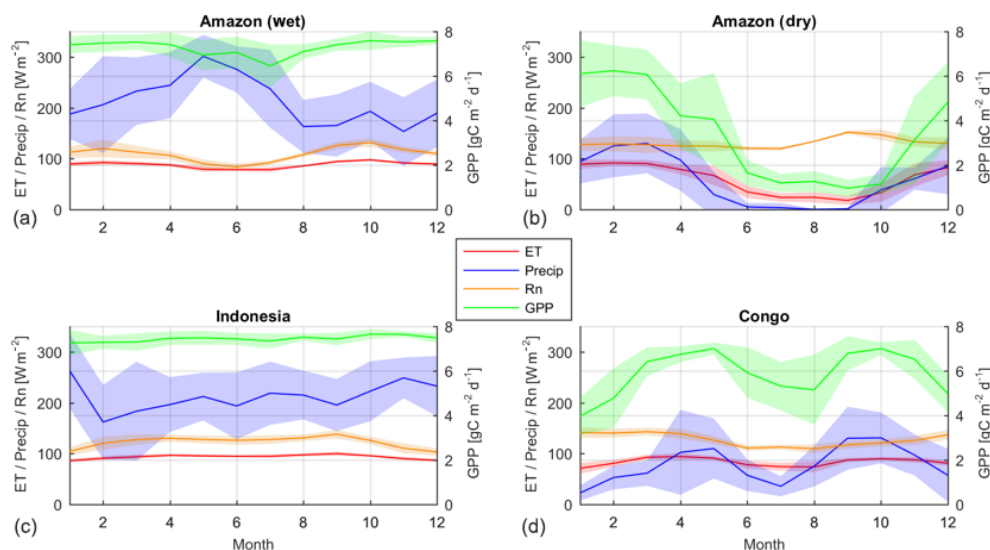 Amazon (wet)
Amazon (dry)
ET / Precip / Rn [W m⁻²]
300
200
100
0
8
6
4
2
0
GPP [gC m⁻² d⁻¹]
2 4 6 8 10 12
(a)
ET / Precip / Rn [W m⁻²]
300
200
100
0
8
6
4
2
0
GPP [gC m⁻² d⁻¹]
2 4 6 8 10 12
(b)
ET
Precip
Rn
GPP
Indonesia
Congo
ET / Precip / Rn [W m⁻²]
300
200
100
0
8
6
4
2
0
GPP [gC m⁻² d⁻¹]
2 4 6 8 10 12
(c)
Month
ET / Precip / Rn [W m⁻²]
300
200
100
0
8
6
4
2
0
GPP [gC m⁻² d⁻¹]
2 4 6 8 10 12
(d)
Month